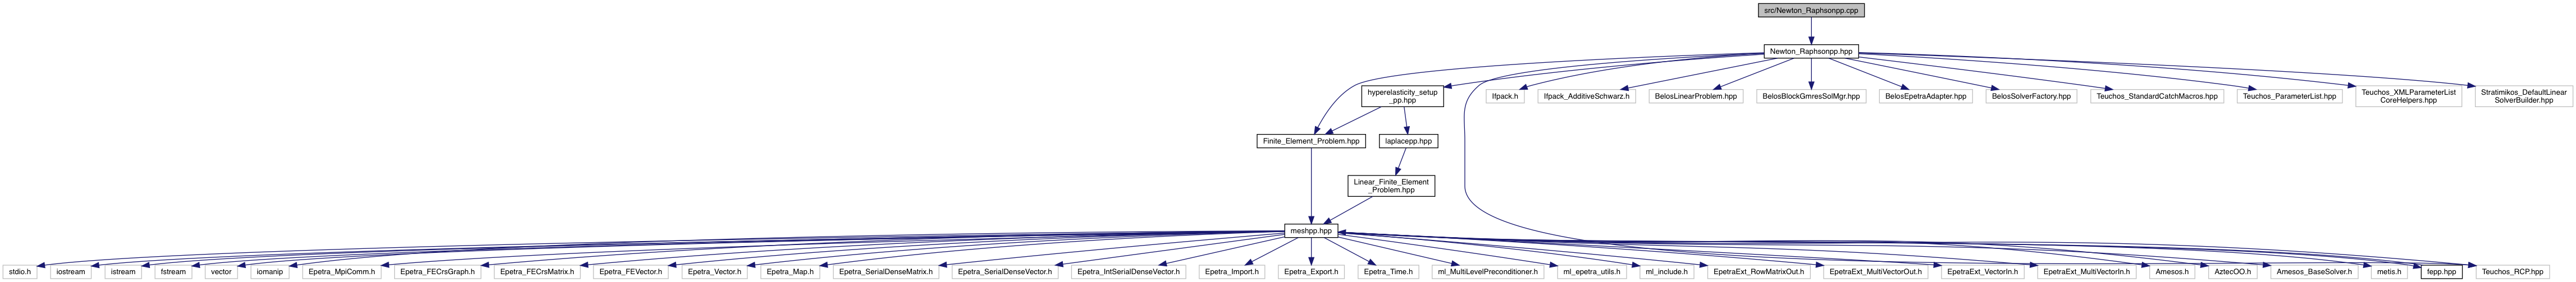 src/Newton_Raphsonpp.cpp
Newton_Raphsonpp.hpp
hyperelasticity_setup
_pp.hpp
Ifpack.h
Ifpack_AdditiveSchwarz.h
BelosLinearProblem.hpp
BelosBlockGmresSolMgr.hpp
BelosEpetraAdapter.hpp
BelosSolverFactory.hpp
Teuchos_StandardCatchMacros.hpp
Teuchos_ParameterList.hpp
Teuchos_XMLParameterList
CoreHelpers.hpp
Stratimikos_DefaultLinear
SolverBuilder.hpp
Finite_Element_Problem.hpp
laplacepp.hpp
Linear_Finite_Element
_Problem.hpp
meshpp.hpp
stdio.h
iostream
istream
fstream
vector
iomanip
Epetra_MpiComm.h
Epetra_FECrsGraph.h
Epetra_FECrsMatrix.h
Epetra_FEVector.h
Epetra_Vector.h
Epetra_Map.h
Epetra_SerialDenseMatrix.h
Epetra_SerialDenseVector.h
Epetra_IntSerialDenseVector.h
Epetra_Import.h
Epetra_Export.h
Epetra_Time.h
ml_MultiLevelPreconditioner.h
ml_epetra_utils.h
ml_include.h
EpetraExt_RowMatrixOut.h
EpetraExt_MultiVectorOut.h
EpetraExt_VectorIn.h
EpetraExt_MultiVectorIn.h
Amesos.h
AztecOO.h
Amesos_BaseSolver.h
metis.h
fepp.hpp
Teuchos_RCP.hpp